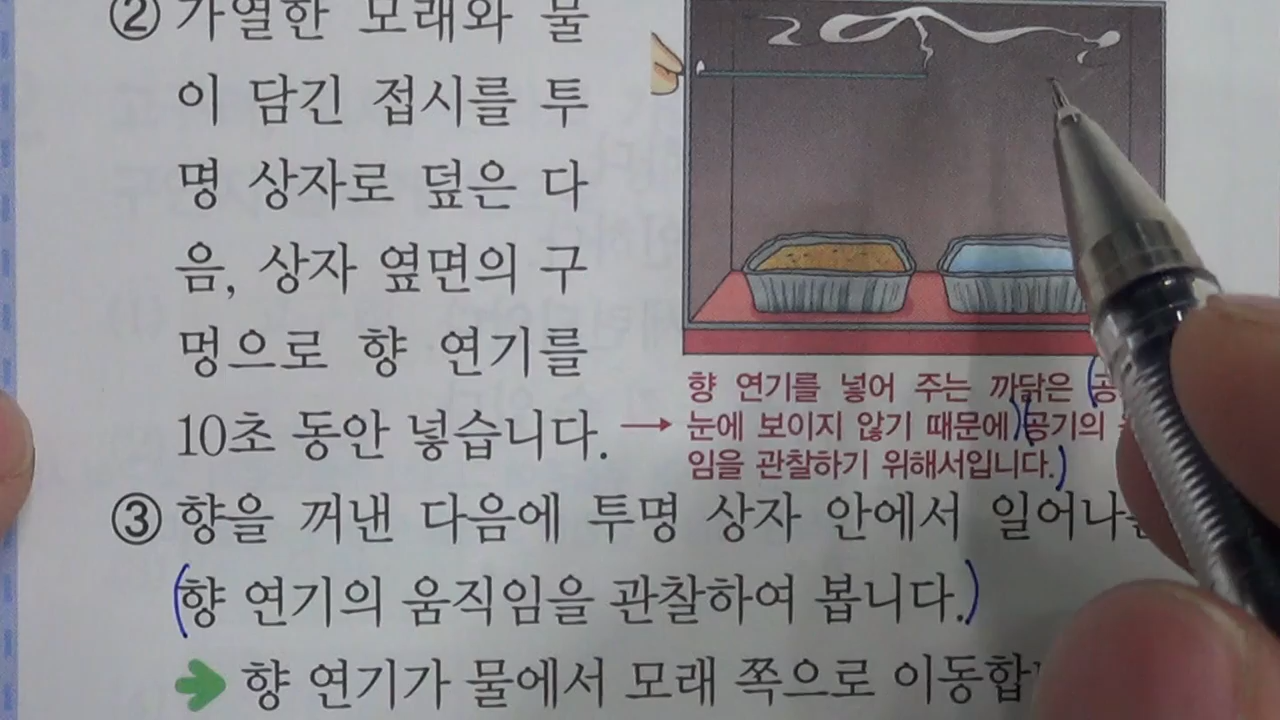 ② 가열한 모래와 물
이 담긴 접시를 투
명 상자로 덮은 다
음, 상자 옆면의 구
멍으로 향 연기를
10초 동안 넣습니다.
→ 향 연기를 넣어 주는 까닭은 (공
눈에 보이지 않기 때문에)(공기의
임을 관찰하기 위해서입니다.)
③ 향을 꺼낸 다음에 투명 상자 안에서 일어나는
(향 연기의 움직임을 관찰하여 봅니다.)
➔ 향 연기가 물에서 모래 쪽으로 이동합